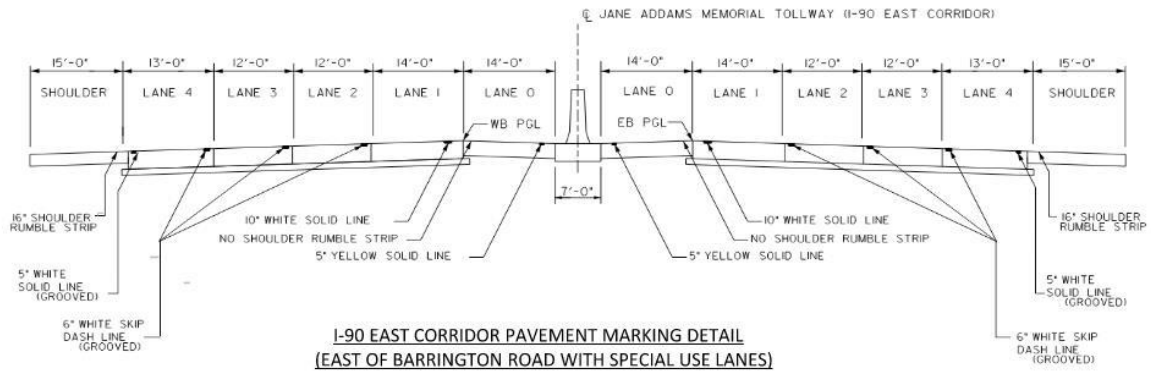 ℄ JANE ADDAMS MEMORIAL TOLLWAY (I-90 EAST CORRIDOR)
15'-0" 13'-0" 12'-0" 12'-0" 14'-0" 14'-0" 14'-0" 14'-0" 12'-0" 12'-0" 13'-0" 15'-0"
SHOULDER LANE 4 LANE 3 LANE 2 LANE 1 LANE 0 LANE 0 LANE 1 LANE 2 LANE 3 LANE 4 SHOULDER
WB PGL EB PGL
7'-0"
16" SHOULDER
RUMBLE STRIP
10" WHITE SOLID LINE
NO SHOULDER RUMBLE STRIP
5" YELLOW SOLID LINE
10" WHITE SOLID LINE
NO SHOULDER RUMBLE STRIP
5" YELLOW SOLID LINE
16" SHOULDER
RUMBLE STRIP
5" WHITE
SOLID LINE
(GROOVED)
5" WHITE
SOLID LINE
(GROOVED)
6" WHITE SKIP
DASH LINE
(GROOVED)
6" WHITE SKIP
DASH LINE
(GROOVED)
I-90 EAST CORRIDOR PAVEMENT MARKING DETAIL
(EAST OF BARRINGTON ROAD WITH SPECIAL USE LANES)